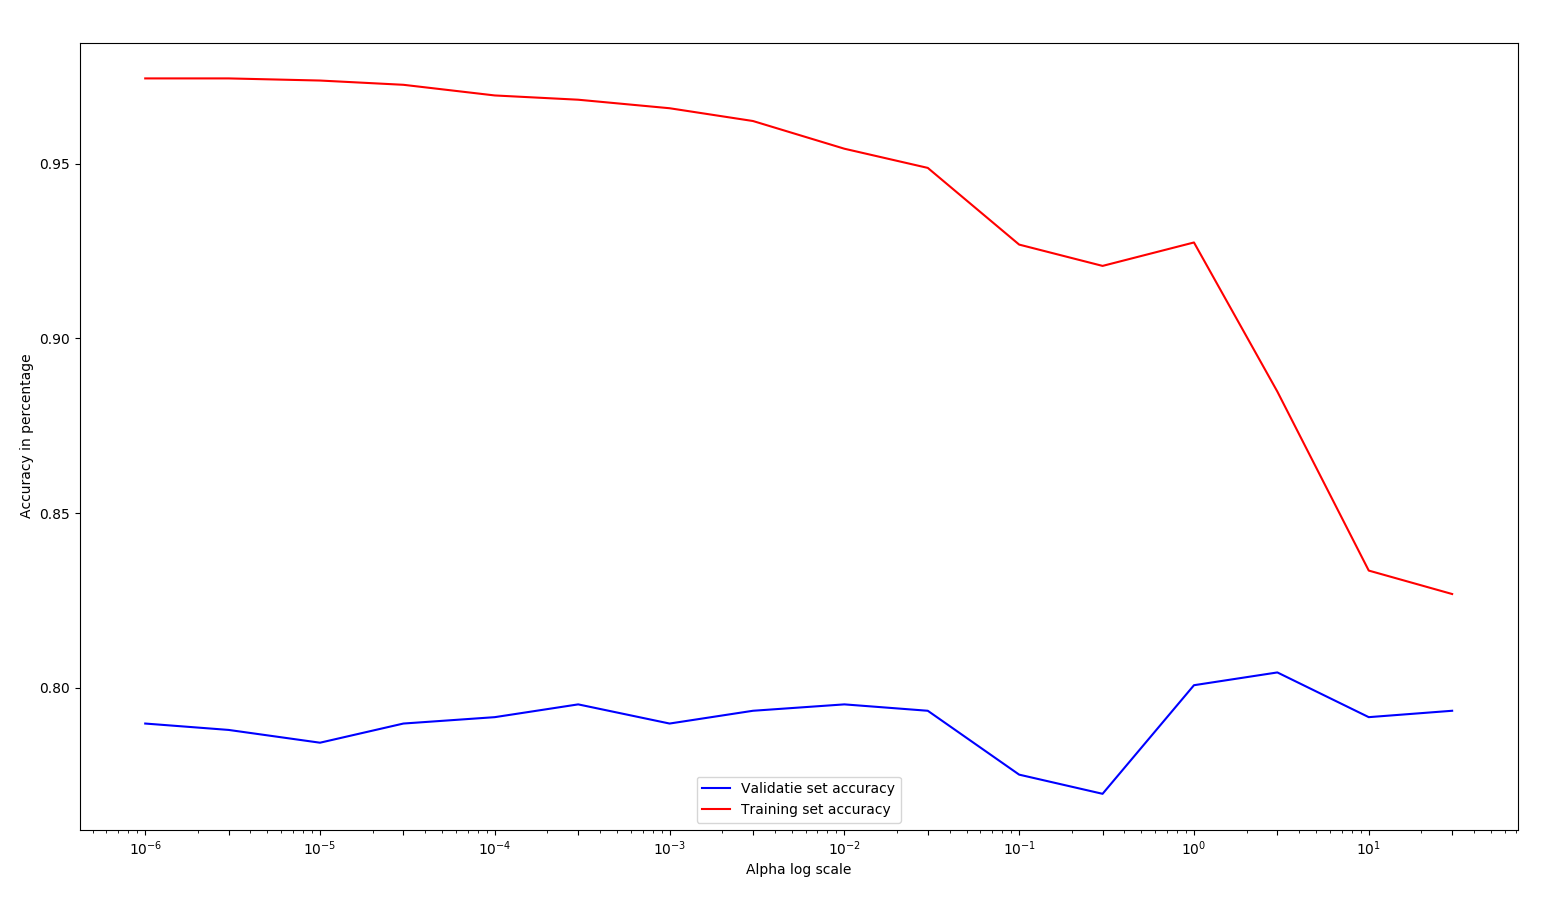 Accuracy in percentage
0.95
0.90
0.85
0.80
Validatie set accuracy
Training set accuracy
10⁻⁶ 10⁻⁵ 10⁻⁴ 10⁻³ 10⁻² 10⁻¹ 10⁰ 10¹
Alpha log scale